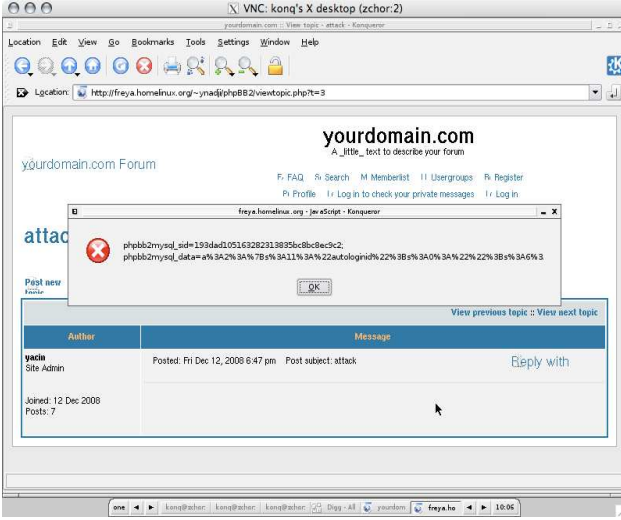 VNC: konq's X desktop (zchor:2)
yourdomain.com :: View topic - attack - Konqueror
Location Edit View Go Bookmarks Tools Settings Window Help
Location: http://freya.homelinux.org/~ynadji/phpBB2/viewtopic.php?t=3
yourdomain.com
A _little_ text to describe your forum
yourdomain.com Forum
FAQ Search Memberlist Usergroups Register
Profile Log in to check your private messages Log in
freya.homelinux.org - JavaScript - Konqueror
attac
phpbb2mysql_sid=193dad105163282313835bc8bc8ec9c2;
phpbb2mysql_data=a%3A2%3A%7Bs%3A11%3A%22autologinid%22%3Bs%3A0%3A%22%22%3Bs%3A6%3
OK
Post new
topic
View previous topic :: View next topic
Author Message
yacin
Site Admin
Posted: Fri Dec 12, 2008 6:47 pm Post subject: attack
Reply with
Joined: 12 Dec 2008
Posts: 7
one konq@zchor: konq@zchor: konq@zchor: Digg - All yourdom freya.ho 10:06